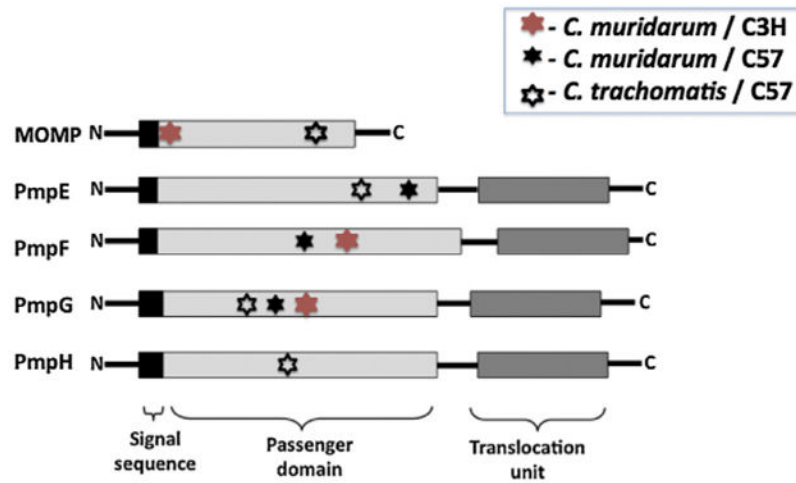 - C. muridarum / C3H
- C. muridarum / C57
- C. trachomatis / C57
MOMP N C
PmpE N C
PmpF N C
PmpG N C
PmpH N C
Signal
sequence
Passenger
domain
Translocation
unit